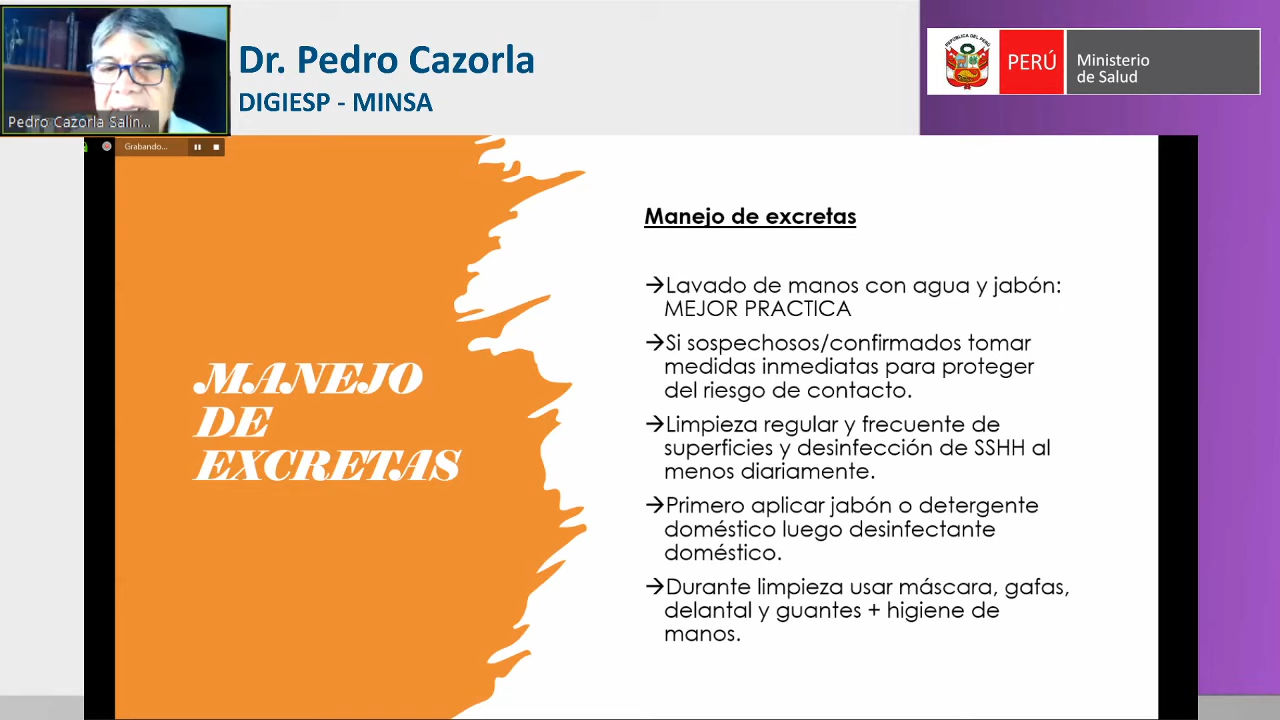 Dr. Pedro Cazorla
DIGIESP - MINSA
Pedro Cazorla Salin...
REPÚBLICA DEL PERÚ
PERÚ
Ministerio
de Salud
Grabando...
MANEJO
DE
EXCRETAS
Manejo de excretas
→Lavado de manos con agua y jabón:
MEJOR PRACTICA
→Si sospechosos/confirmados tomar
medidas inmediatas para proteger
del riesgo de contacto.
→Limpieza regular y frecuente de
superficies y desinfección de SSHH al
menos diariamente.
→Primero aplicar jabón o detergente
doméstico luego desinfectante
doméstico.
→Durante limpieza usar máscara, gafas,
delantal y guantes + higiene de
manos.